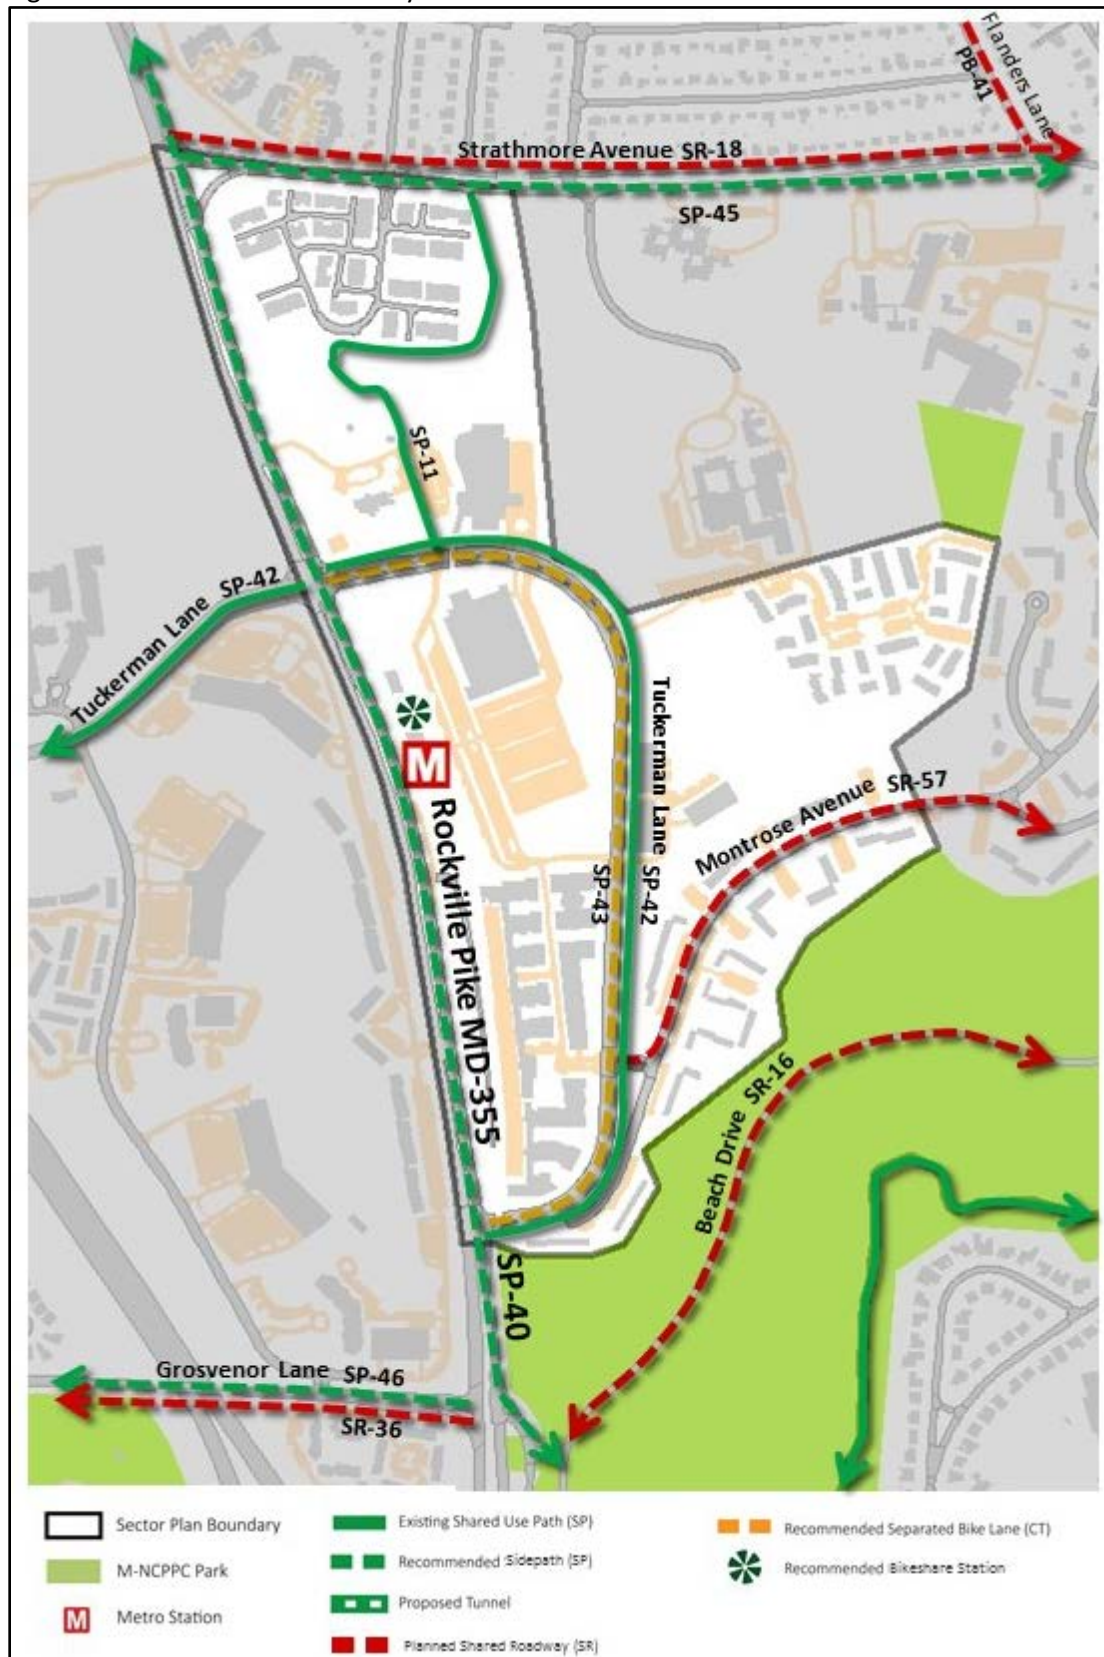 Flanders Lane
PB-41
Strathmore Avenue SR-18
SP-45
SP-11
Tuckerman Lane SP-42
M
Rockville Pike MD-355
Tuckerman Lane SP-42
SP-43
Montrose Avenue SR-57
Beach Drive SR-16
SP-40
Grosvenor Lane SP-46
SR-36
Sector Plan Boundary
M-NCPPC Park
M Metro Station
Existing Shared Use Path (SP)
Recommended Sidepath (SP)
Proposed Tunnel
Planned Shared Roadway (SR)
Recommended Separated Bike Lane (CT)
Recommended Bikeshare Station